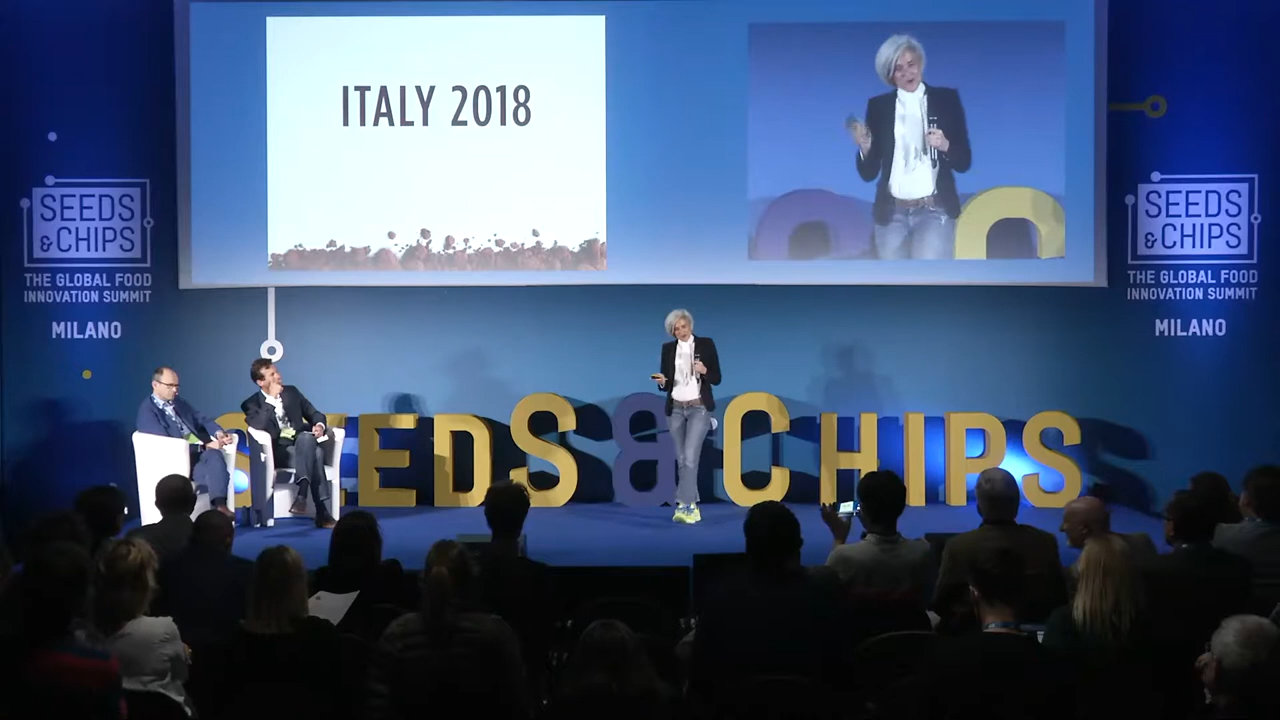 ITALY 2018
SEEDS
& CHIPS
THE GLOBAL FOOD
INNOVATION SUMMIT
MILANO
SEEDS
& CHIPS
THE GLOBAL FOOD
INNOVATION SUMMIT
MILANO
SEEDS & CHIPS